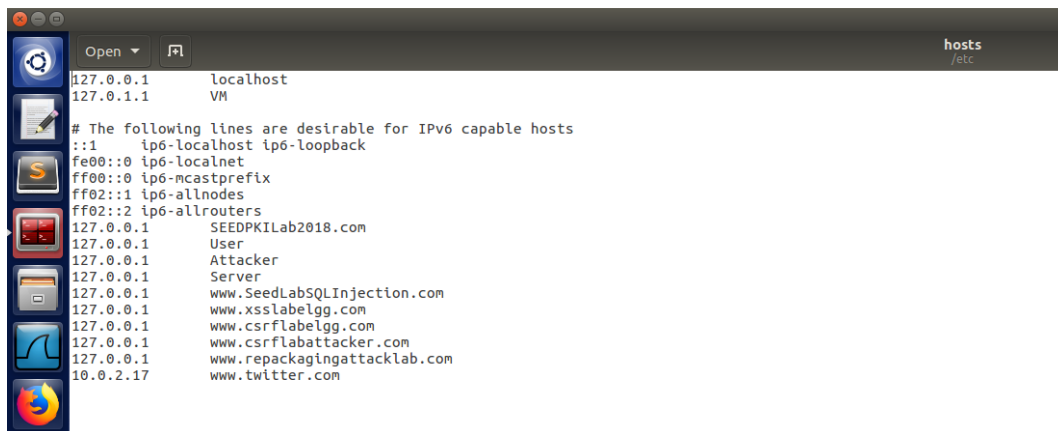 Open
hosts
/etc
127.0.0.1 localhost
127.0.1.1 VM
# The following lines are desirable for IPv6 capable hosts
::1 ip6-localhost ip6-loopback
fe00::0 ip6-localnet
ff00::0 ip6-mcastprefix
ff02::1 ip6-allnodes
ff02::2 ip6-allrouters
127.0.0.1 SEEDPKILab2018.com
127.0.0.1 User
127.0.0.1 Attacker
127.0.0.1 Server
127.0.0.1 www.SeedLabSQLInjection.com
127.0.0.1 www.xsslabelgg.com
127.0.0.1 www.csrflabelgg.com
127.0.0.1 www.csrflabattacker.com
127.0.0.1 www.repackagingattacklab.com
10.0.2.17 www.twitter.com